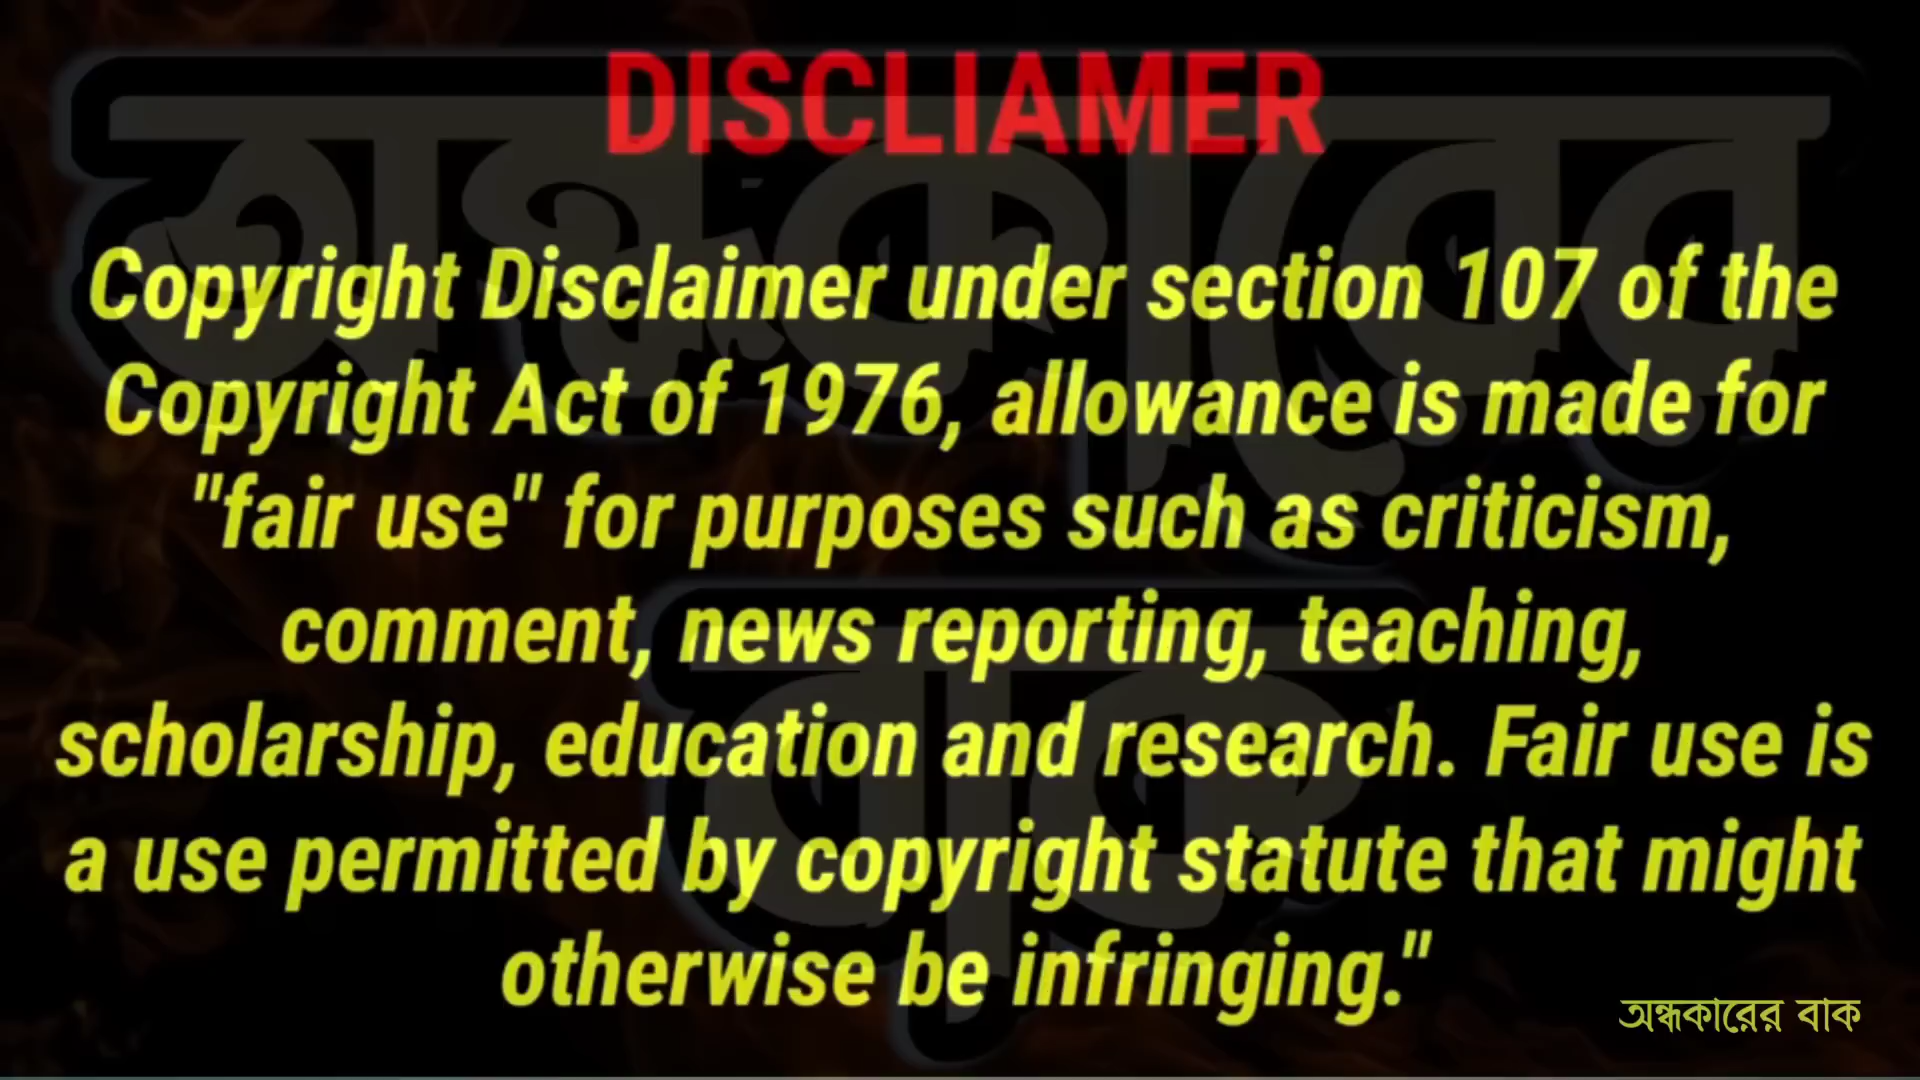 DISCLIAMER
অন্ধকারের
Copyright Disclaimer under section 107 of the
Copyright Act of 1976, allowance is made for
"fair use" for purposes such as criticism,
comment, news reporting, teaching,
বাক
scholarship, education and research. Fair use is
a use permitted by copyright statute that might
otherwise be infringing."
অন্ধকারের বাক